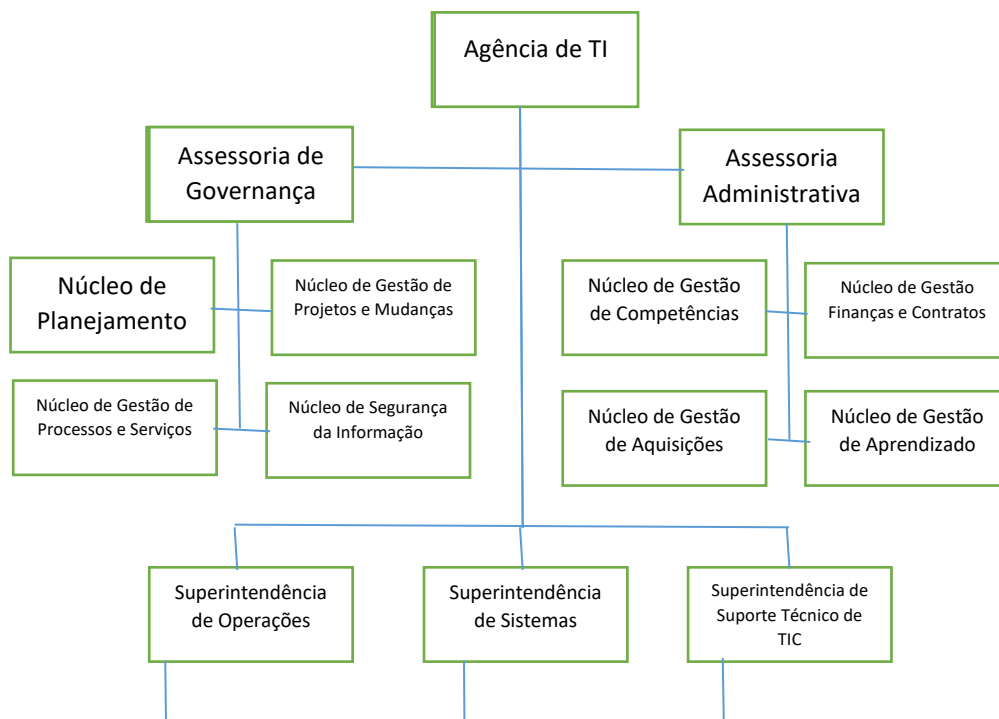 Agência de TI
Assessoria de
Governança
Assessoria
Administrativa
Núcleo de
Planejamento
Núcleo de Gestão de
Projetos e Mudanças
Núcleo de Gestão
de Competências
Núcleo de Gestão
Finanças e Contratos
Núcleo de Gestão de
Processos e Serviços
Núcleo de Segurança
da Informação
Núcleo de Gestão
de Aquisições
Núcleo de Gestão
de Aprendizado
Superintendência
de Operações
Superintendência
de Sistemas
Superintendência de
Suporte Técnico de
TIC